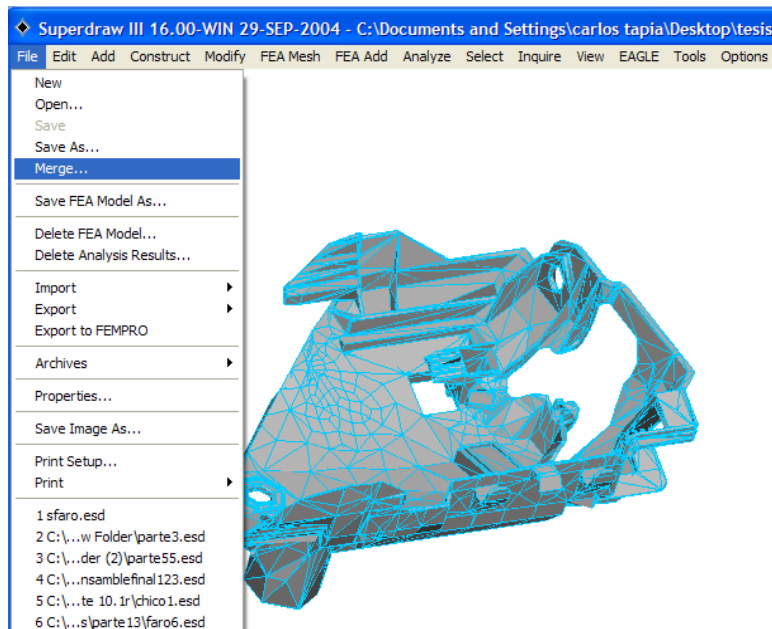 Superdraw III 16.00-WIN 29-SEP-2004 - C:\Documents and Settings\carlos tapia\Desktop\tesis
File Edit Add Construct Modify FEA Mesh FEA Add Analyze Select Inquire View EAGLE Tools Options
New
Open...
Save
Save As...
Merge...
Save FEA Model As...
Delete FEA Model...
Delete Analysis Results...
Import
Export
Export to FEMPRO
Archives
Properties...
Save Image As...
Print Setup...
Print
1 sfaro.esd
2 C:\...w Folder\parte3.esd
3 C:\...der (2)\parte55.esd
4 C:\...nsamblefinal123.esd
5 C:\...te 10.1r\chico1.esd
6 C:\...s\parte13\faro6.esd